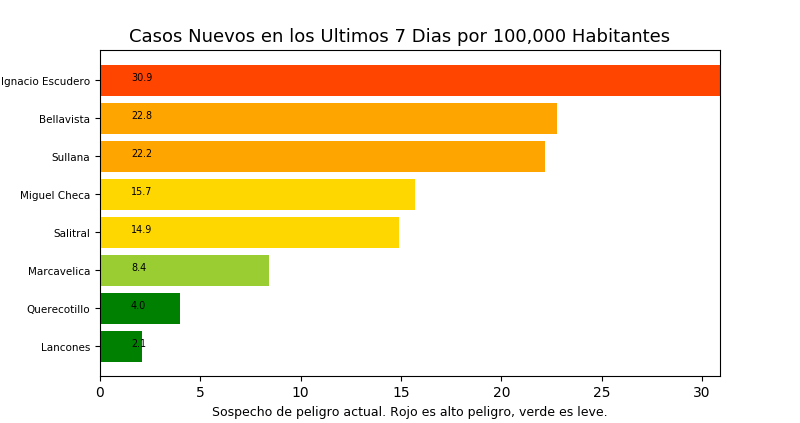 Casos Nuevos en los Ultimos 7 Dias por 100,000 Habitantes
Ignacio Escudero 30.9
Bellavista 22.8
Sullana 22.2
Miguel Checa 15.7
Salitral 14.9
Marcavelica 8.4
Querecotillo 4.0
Lancones 2.1
0 5 10 15 20 25 30
Sospecho de peligro actual. Rojo es alto peligro, verde es leve.